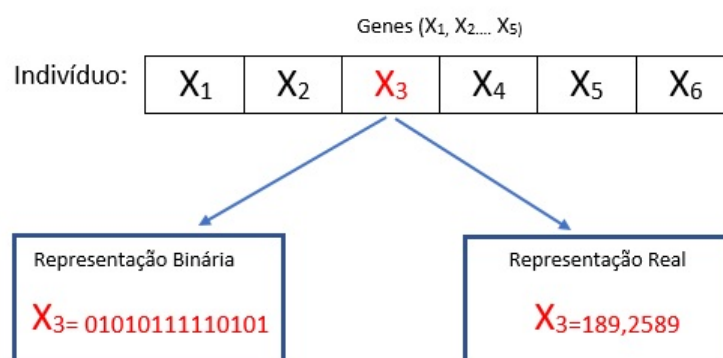 Genes (X1, X2.... X5)
Indivíduo: X1 X2 X3 X4 X5 X6
Representação Binária
X3= 01010111110101
Representação Real
X3=189,2589